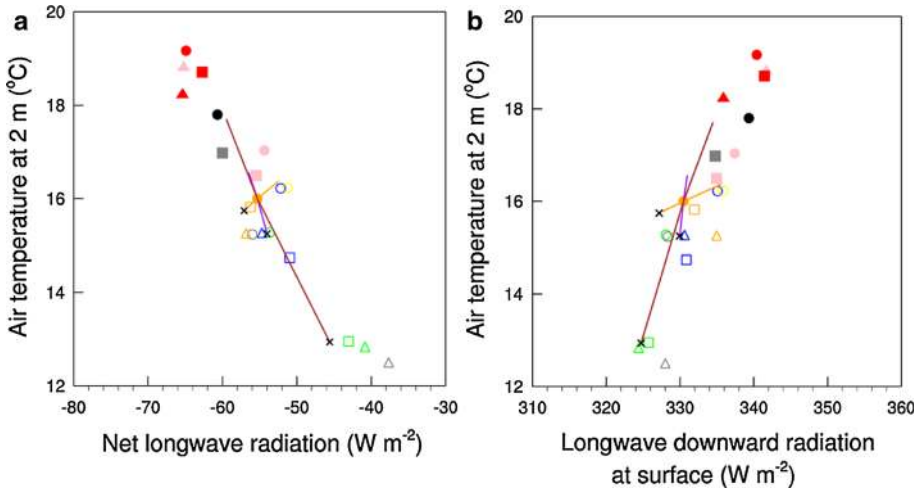 a
20
18
16
14
12
Air temperature at 2 m (°C)
-80 -70 -60 -50 -40 -30
Net longwave radiation (W m-2)
b
20
18
16
14
12
Air temperature at 2 m (°C)
310 320 330 340 350 360
Longwave downward radiation
at surface (W m-2)